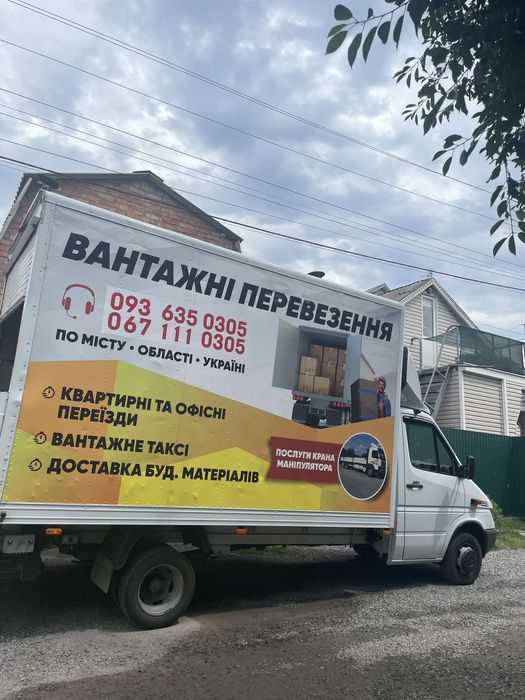 ВАНТАЖНІ ПЕРЕВЕЗЕННЯ
093 635 0305
067 111 0305
ПО МІСТУ • ОБЛАСТІ • УКРАЇНІ
КВАРТИРНІ ТА ОФІСНІ
ПЕРЕЇЗДИ
ВАНТАЖНЕ ТАКСІ
ДОСТАВКА БУД. МАТЕРІАЛІВ
ПОСЛУГИ КРАНА
МАНІПУЛЯТОРА